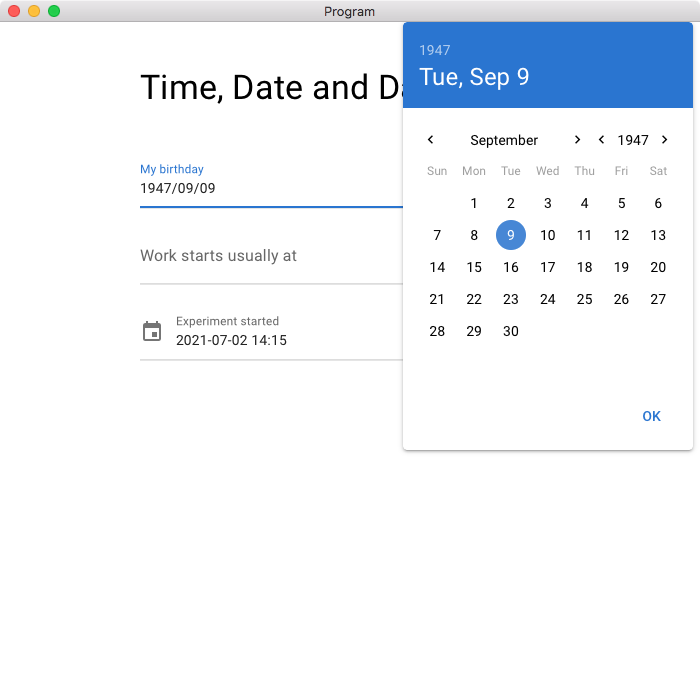 Program
Time, Date and
My birthday
1947/09/09
Work starts usually at
Experiment started
2021-07-02 14:15
1947
Tue, Sep 9
September 1947
Sun Mon Tue Wed Thu Fri Sat
1 2 3 4 5 6
7 8 9 10 11 12 13
14 15 16 17 18 19 20
21 22 23 24 25 26 27
28 29 30
OK